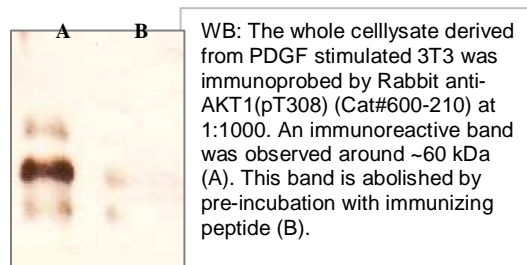 A B
WB: The whole celllysate derived
from PDGF stimulated 3T3 was
immunoprobed by Rabbit anti-
AKT1(pT308) (Cat#600-210) at
1:1000. An immunoreactive band
was observed around ~60 kDa
(A). This band is abolished by
pre-incubation with immunizing
peptide (B).